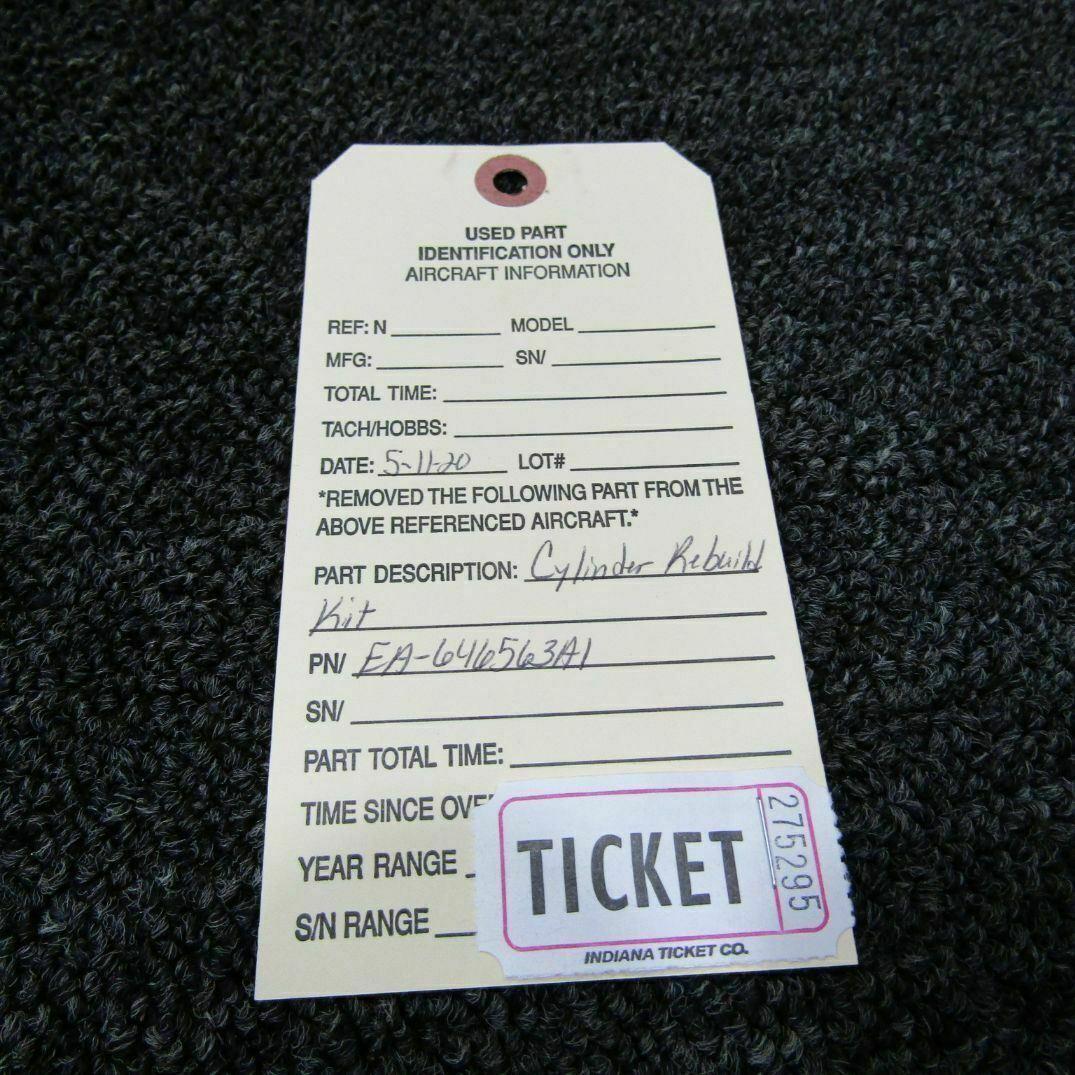 USED PART
IDENTIFICATION ONLY
AIRCRAFT INFORMATION
REF: N MODEL
MFG: SN/
TOTAL TIME:
TACH/HOBBS:
DATE: 5-11-20 LOT#
*REMOVED THE FOLLOWING PART FROM THE
ABOVE REFERENCED AIRCRAFT.*
PART DESCRIPTION: Cylinder Rebuild
Kit
PN/ EA-646563A1
SN/
PART TOTAL TIME:
TIME SINCE
YEAR RANGE
S/N RANGE
TICKET
275295
INDIANA TICKET CO.